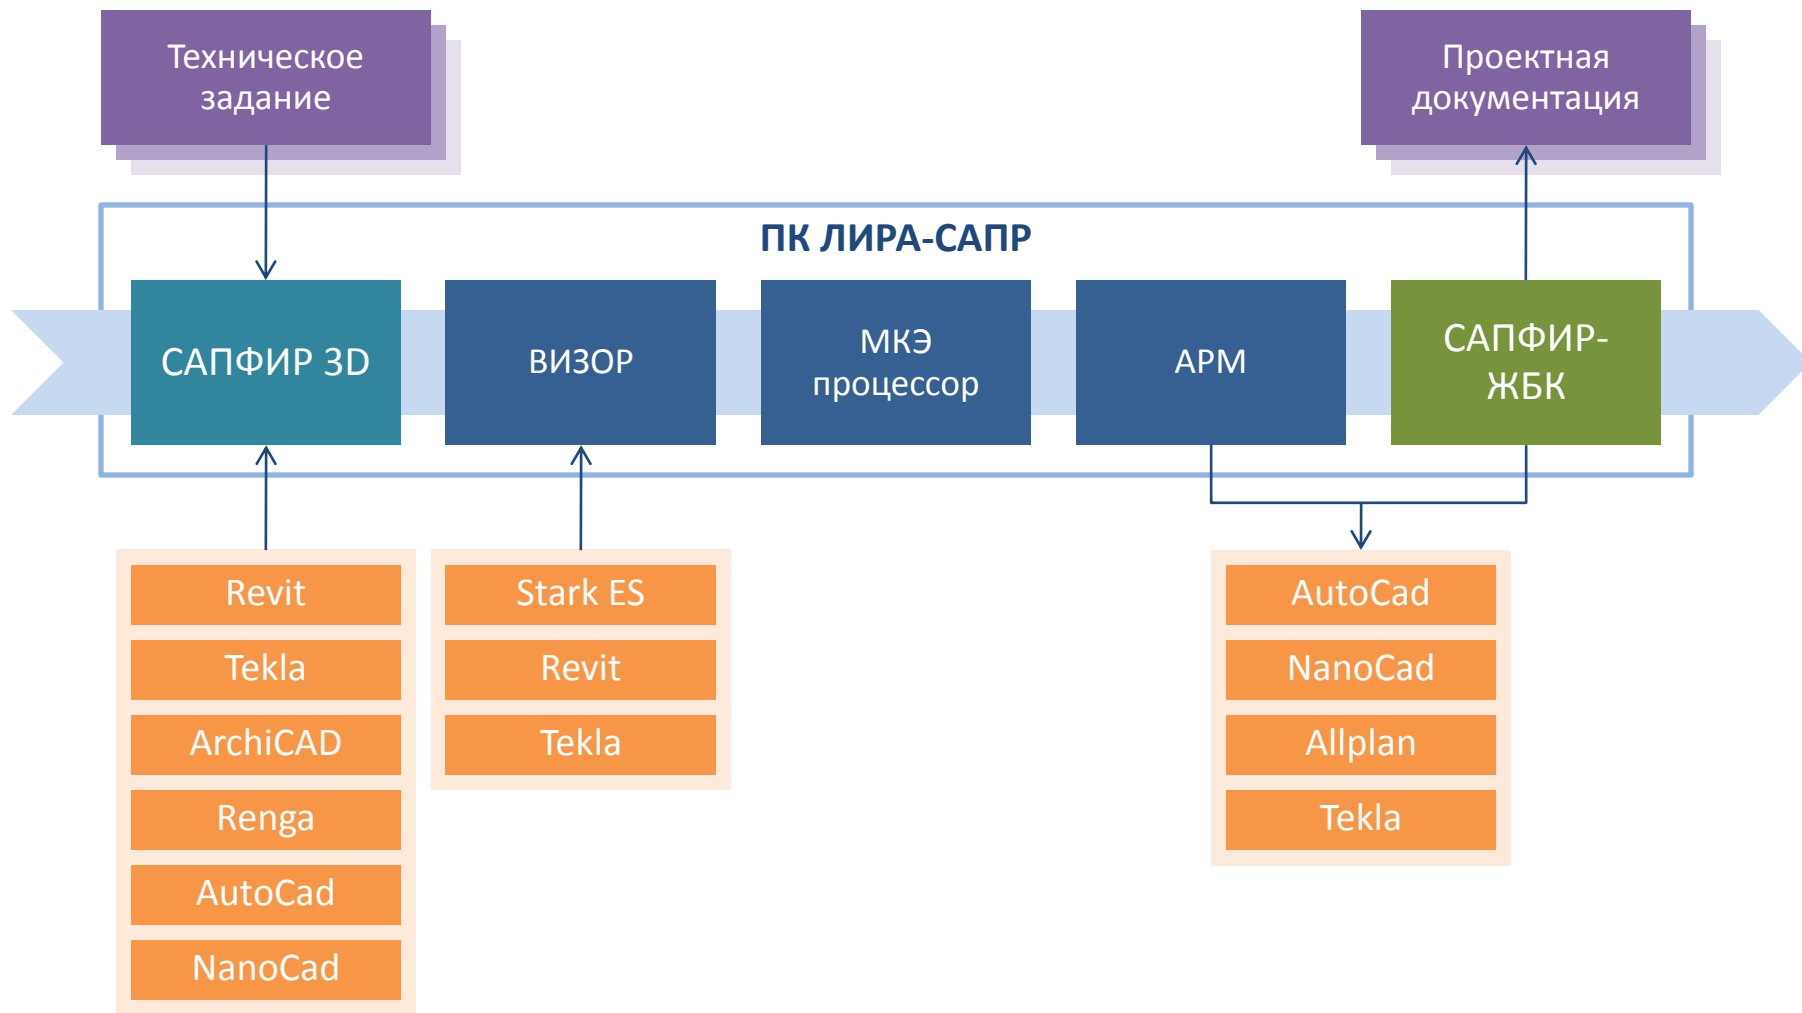 Техническое
задание
Проектная
документация
ПК ЛИРА-САПР
САПФИР 3D
ВИЗОР
МКЭ
процессор
АРМ
САПФИР-
ЖБК
Revit
Tekla
ArchiCAD
Renga
AutoCad
NanoCad
Stark ES
Revit
Tekla
AutoCad
NanoCad
Allplan
Tekla